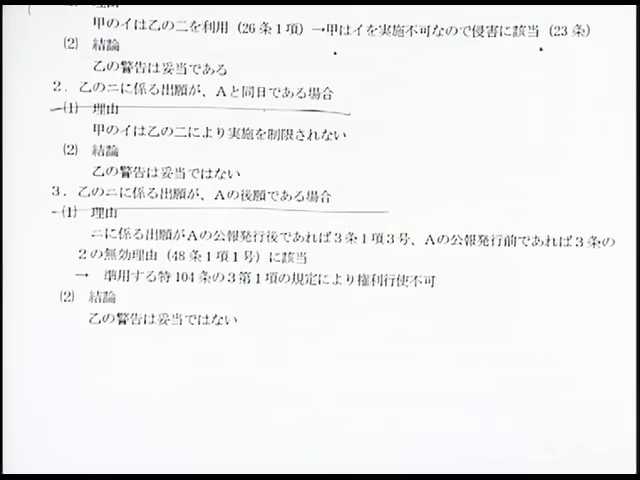 甲のイは乙の二を利用（26条1項）→甲はイを実施不可なので侵害に該当（23条）
(2) 結論
乙の警告は妥当である
2．乙のニに係る出願が、Aと同日である場合
(1) 理由
甲のイは乙の二により実施を制限されない
(2) 結論
乙の警告は妥当ではない
3．乙のニに係る出願が、Aの後願である場合
(1) 理由
ニに係る出願がAの公報発行後であれば3条1項3号、Aの公報発行前であれば3条の
2の無効理由（48条1項1号）に該当
→ 準用する特104条の3第1項の規定により権利行使不可
(2) 結論
乙の警告は妥当ではない